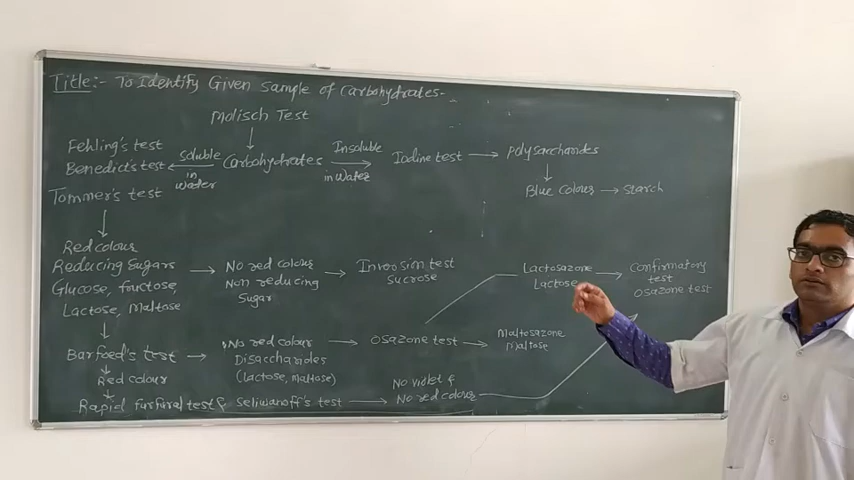 Title:- To Identify Given Sample of Carbohydrates-
Molisch Test
Fehling's test
Benedict's test
Tommer's test
Soluble
in
water
Carbohydrates
Insoluble
in Water
Iodine test
Polysaccharides
Blue Colour → Starch
Red colour
Reducing Sugars
Glucose, fructose,
Lactose, Maltose
No red colour
Non reducing
Sugar
Inversion test
Sucrose
Lactosazone
Lactose
Confirmatory
test
Osazone test
Barfoed's test
No red colour
Disaccharides
(lactose, maltose)
Osazone test
Maltosazone
Maltose
Red colour
Rapid furfural test & Seliwanoff's test
No violet &
No red colour